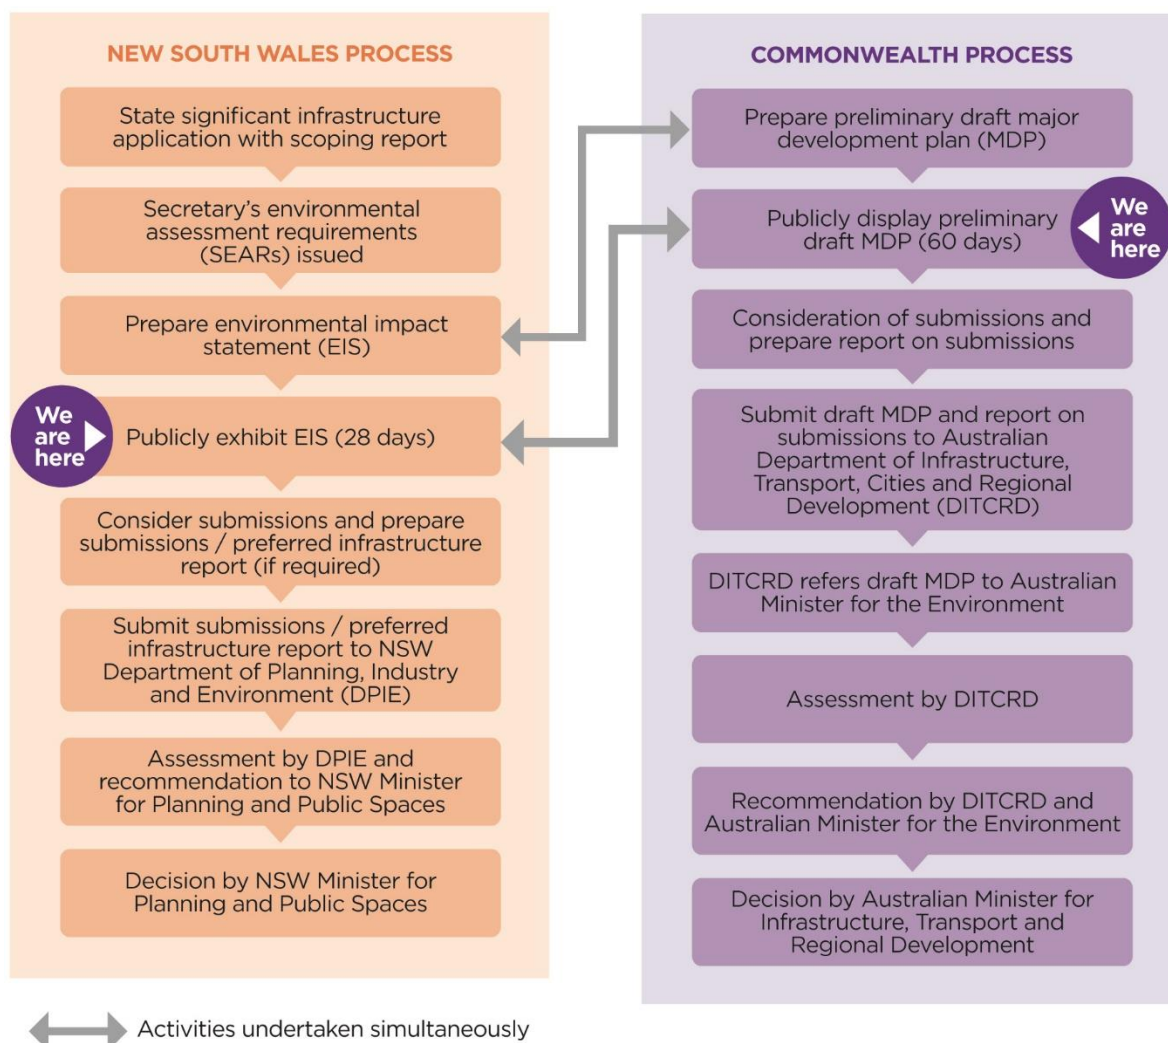 NEW SOUTH WALES PROCESS
State significant infrastructure
application with scoping report
Secretary's environmental
assessment requirements
(SEARs) issued
Prepare environmental impact
statement (EIS)
We
are
here
Publicly exhibit EIS (28 days)
Consider submissions and prepare
submissions / preferred infrastructure
report (if required)
Submit submissions / preferred
infrastructure report to NSW
Department of Planning, Industry
and Environment (DPIE)
Assessment by DPIE and
recommendation to NSW Minister
for Planning and Public Spaces
Decision by NSW Minister for
Planning and Public Spaces
COMMONWEALTH PROCESS
Prepare preliminary draft major
development plan (MDP)
Publicly display preliminary
draft MDP (60 days)
We
are
here
Consideration of submissions and
prepare report on submissions
Submit draft MDP and report on
submissions to Australian
Department of Infrastructure,
Transport, Cities and Regional
Development (DITCRD)
DITCRD refers draft MDP to Australian
Minister for the Environment
Assessment by DITCRD
Recommendation by DITCRD and
Australian Minister for the Environment
Decision by Australian Minister for
Infrastructure, Transport and
Regional Development
Activities undertaken simultaneously